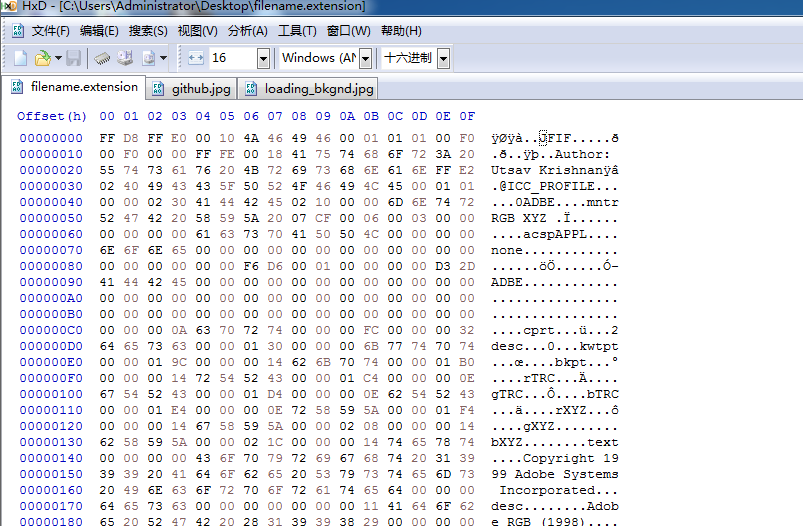 HxD - [C:\Users\Administrator\Desktop\filename.extension]
文件(F) 编辑(E) 搜索(S) 视图(V) 分析(A) 工具(T) 窗口(W) 帮助(H)
16 Windows (AN 十六进制
filename.extension github.jpg loading_bkgnd.jpg
Offset(h) 00 01 02 03 04 05 06 07 08 09 0A 0B 0C 0D 0E 0F
00000000 FF D8 FF E0 00 10 4A 46 49 46 00 01 01 01 00 F0 ÿØÿà..JFIF.....ð
00000010 00 F0 00 00 FF FE 00 18 41 75 74 68 6F 72 3A 20 .ð..ÿþ..Author:
00000020 55 74 73 61 76 20 4B 72 69 73 68 6E 61 6E FF E2 Utsav Krishnanÿâ
00000030 02 40 49 43 43 5F 50 52 4F 46 49 4C 45 00 01 01 .@ICC_PROFILE...
00000040 00 00 02 30 41 44 42 45 02 10 00 00 6D 6E 74 72 ...0ADBE....mntr
00000050 52 47 42 20 58 59 5A 20 07 CF 00 06 00 03 00 00 RGB XYZ .Ï......
00000060 00 00 00 00 61 63 73 70 41 50 50 4C 00 00 00 00 ....acspAPPL....
00000070 6E 6F 6E 65 00 00 00 00 00 00 00 00 00 00 00 00 none............
00000080 00 00 00 00 00 00 F6 D6 00 01 00 00 00 00 D3 2D ......öÖ......Ó-
00000090 41 44 42 45 00 00 00 00 00 00 00 00 00 00 00 00 ADBE............
000000A0 00 00 00 00 00 00 00 00 00 00 00 00 00 00 00 00 ................
000000B0 00 00 00 00 00 00 00 00 00 00 00 00 00 00 00 00 ................
000000C0 00 00 00 0A 63 70 72 74 00 00 00 FC 00 00 00 32 ....cprt...ü...2
000000D0 64 65 73 63 00 00 01 30 00 00 00 6B 77 74 70 74 desc...0...kwtpt
000000E0 00 00 01 9C 00 00 00 14 62 6B 70 74 00 00 01 B0 ...œ....bkpt...°
000000F0 00 00 00 14 72 54 52 43 00 00 01 C4 00 00 00 0E ....rTRC...Ä....
00000100 67 54 52 43 00 00 01 D4 00 00 00 0E 62 54 52 43 gTRC...Ô....bTRC
00000110 00 00 01 E4 00 00 00 0E 72 58 59 5A 00 00 01 F4 ...ä....rXYZ...ô
00000120 00 00 00 14 67 58 59 5A 00 00 02 08 00 00 00 14 ....gXYZ........
00000130 62 58 59 5A 00 00 02 1C 00 00 00 14 74 65 78 74 bXYZ........text
00000140 00 00 00 00 43 6F 70 79 72 69 67 68 74 20 31 39 ....Copyright 19
00000150 39 39 20 41 64 6F 62 65 20 53 79 73 74 65 6D 73 99 Adobe Systems
00000160 20 49 6E 63 6F 72 70 6F 72 61 74 65 64 00 00 00 Incorporated...
00000170 64 65 73 63 00 00 00 00 00 00 00 11 41 64 6F 62 desc........Adob
00000180 65 20 52 47 42 20 28 31 39 39 38 29 00 00 00 00 e RGB (1998)....